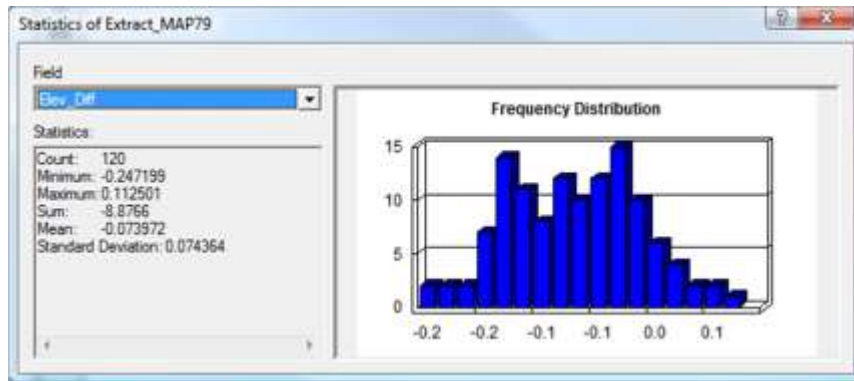 Statistics of Extract_MAP79
Field
Elev_Diff
Statistics:
Count: 120
Minimum: -0.247199
Maximum: 0.112501
Sum: -8.8766
Mean: -0.073972
Standard Deviation: 0.074364
Frequency Distribution
15
10
5
0
-0.2 -0.2 -0.1 -0.1 0.0 0.1